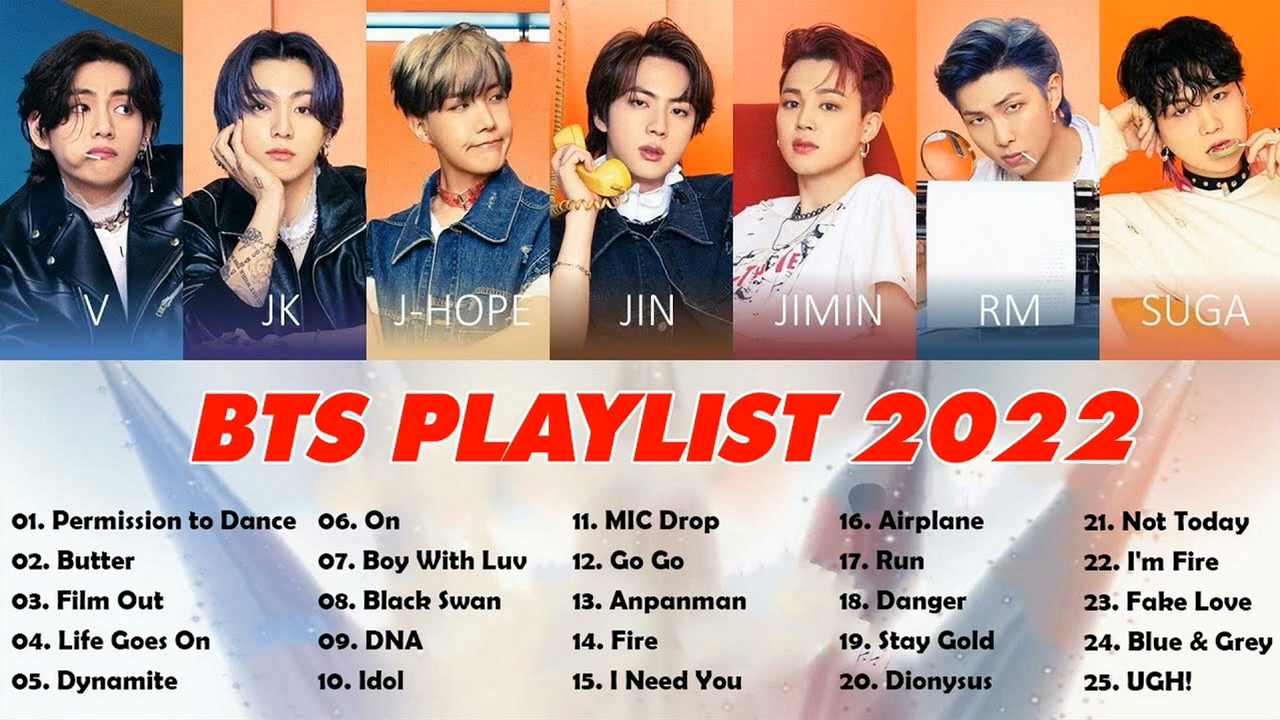 V
JK
J-HOPE
JIN
JIMIN
RM
SUGA
BTS PLAYLIST 2022
01. Permission to Dance
02. Butter
03. Film Out
04. Life Goes On
05. Dynamite
06. On
07. Boy With Luv
08. Black Swan
09. DNA
10. Idol
11. MIC Drop
12. Go Go
13. Anpanman
14. Fire
15. I Need You
16. Airplane
17. Run
18. Danger
19. Stay Gold
20. Dionysus
21. Not Today
22. I'm Fire
23. Fake Love
24. Blue & Grey
25. UGH!